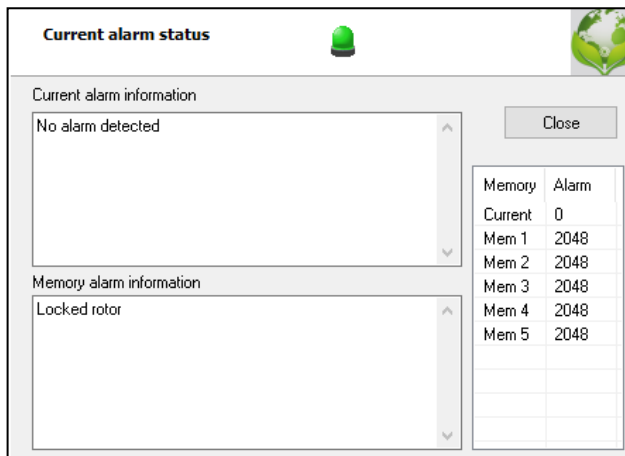 Current alarm status
Current alarm information
No alarm detected
Close
Memory Alarm
Current 0
Mem 1 2048
Mem 2 2048
Mem 3 2048
Mem 4 2048
Mem 5 2048
Memory alarm information
Locked rotor